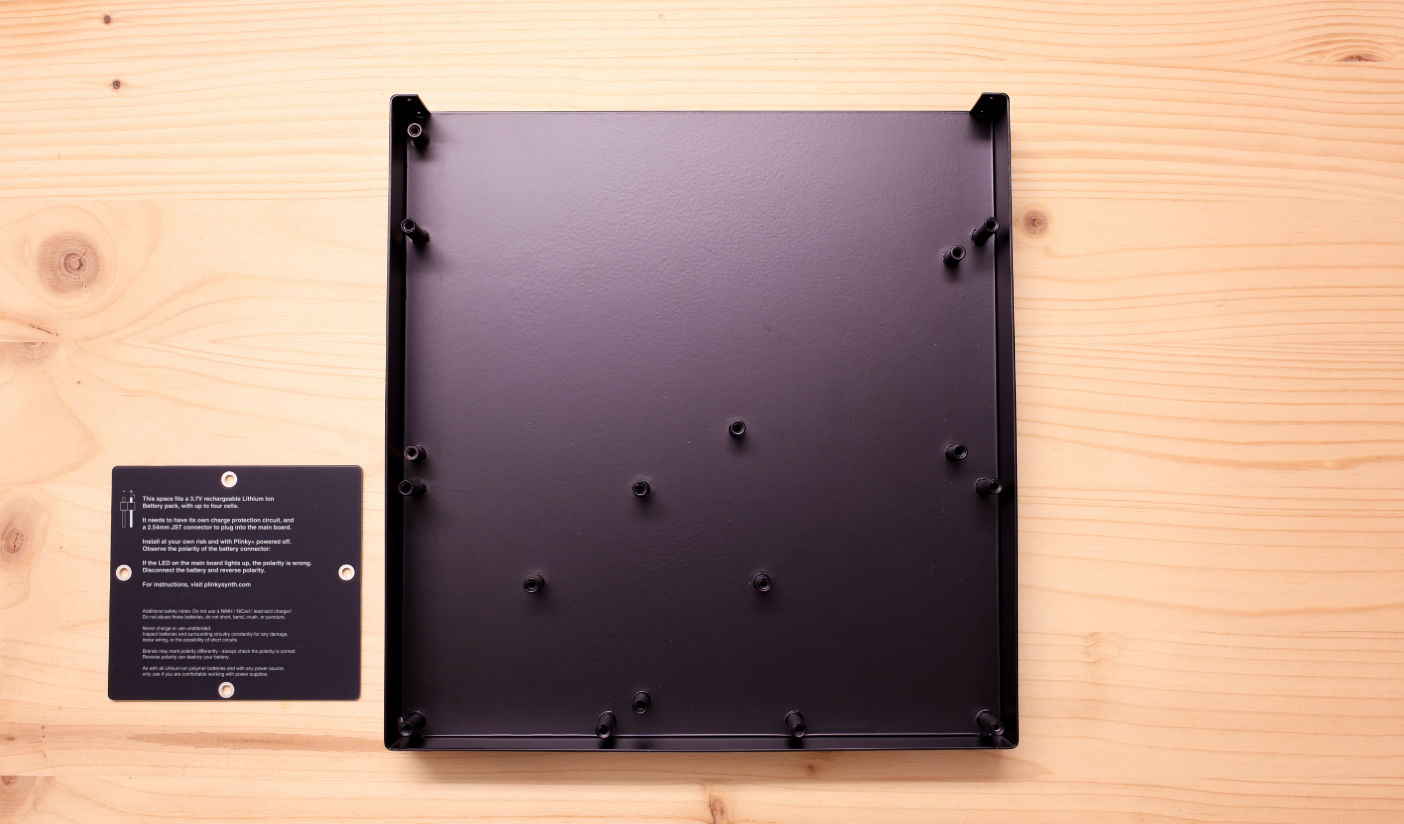 - +
This space fits a 3.7V rechargeable Lithium Ion
Battery pack, with up to four cells.
It needs to have its own charge protection circuit, and
a 2.54mm JST connector to plug into the main board.
Install at your own risk and with Plinky+ powered off.
Observe the polarity of the battery connector:
If the LED on the main board lights up, the polarity is wrong.
Disconnect the battery and reverse polarity.
For instructions, visit plinkysynth.com
Additional safety notes: Do not use a NiMH / NiCad / lead-acid charger!
Do not abuse these batteries, do not short, bend, crush, or puncture.
Never charge or use unattended.
Inspect batteries and surrounding circuitry constantly for any damage,
loose wiring, or the possibility of short circuits.
Brands may mark polarity differently - always check the polarity is correct.
Reverse polarity can destroy your battery.
As with all Lithium-ion polymer batteries and with any power source,
only use if you are comfortable working with power supplies.